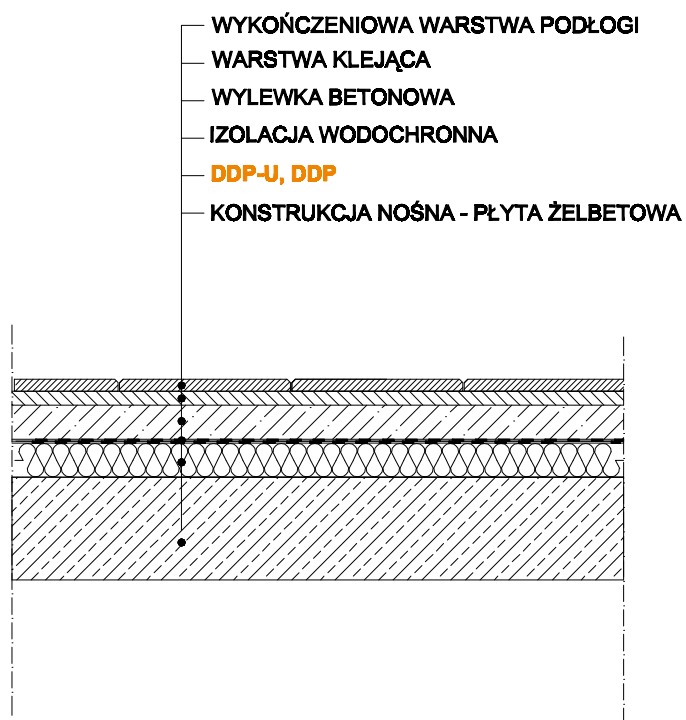 WYKOŃCZENIOWA WARSTWA PODŁOGI
WARSTWA KLEJĄCA
WYLEWKA BETONOWA
IZOLACJA WODOCHRONNA
DDP-U, DDP
KONSTRUKCJA NOŚNA - PŁYTA ŻELBETOWA